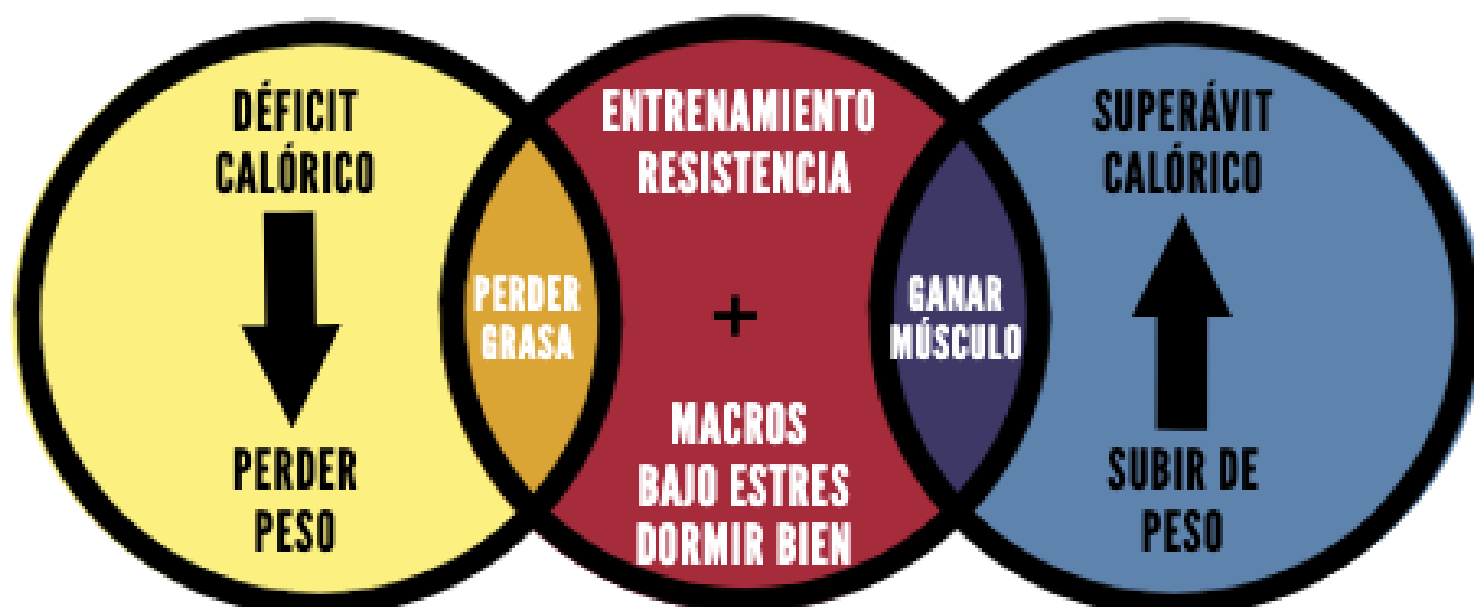 DÉFICIT
CALÓRICO
PERDER
PESO
PERDER
GRASA
ENTRENAMIENTO
RESISTENCIA
+
MACROS
BAJO ESTRES
DORMIR BIEN
GANAR
MÚSCULO
SUPERÁVIT
CALÓRICO
SUBIR DE
PESO